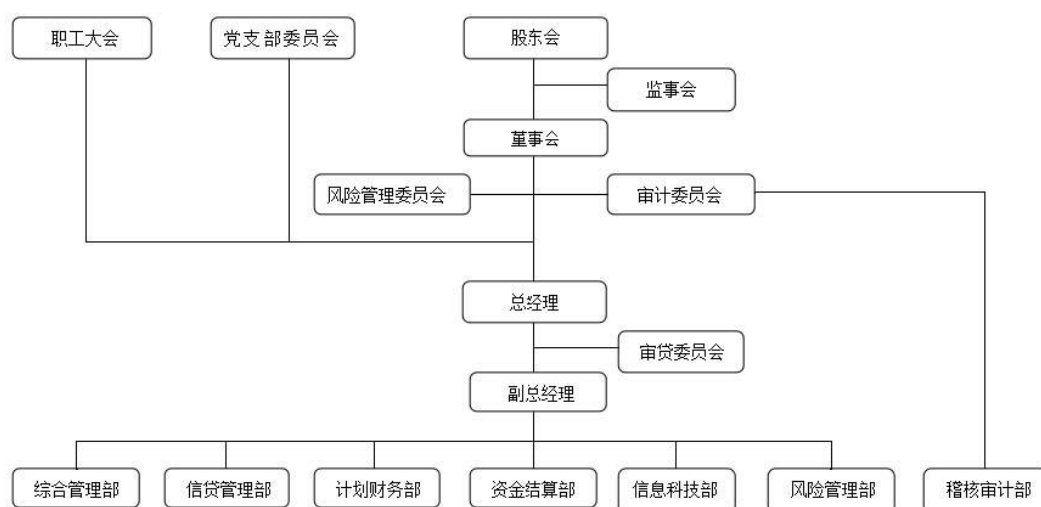 职工大会
党支部委员会
股东会
监事会
董事会
风险管理委员会
审计委员会
总经理
审贷委员会
副总经理
综合管理部
信贷管理部
计划财务部
资金结算部
信息科技部
风险管理部
稽核审计部